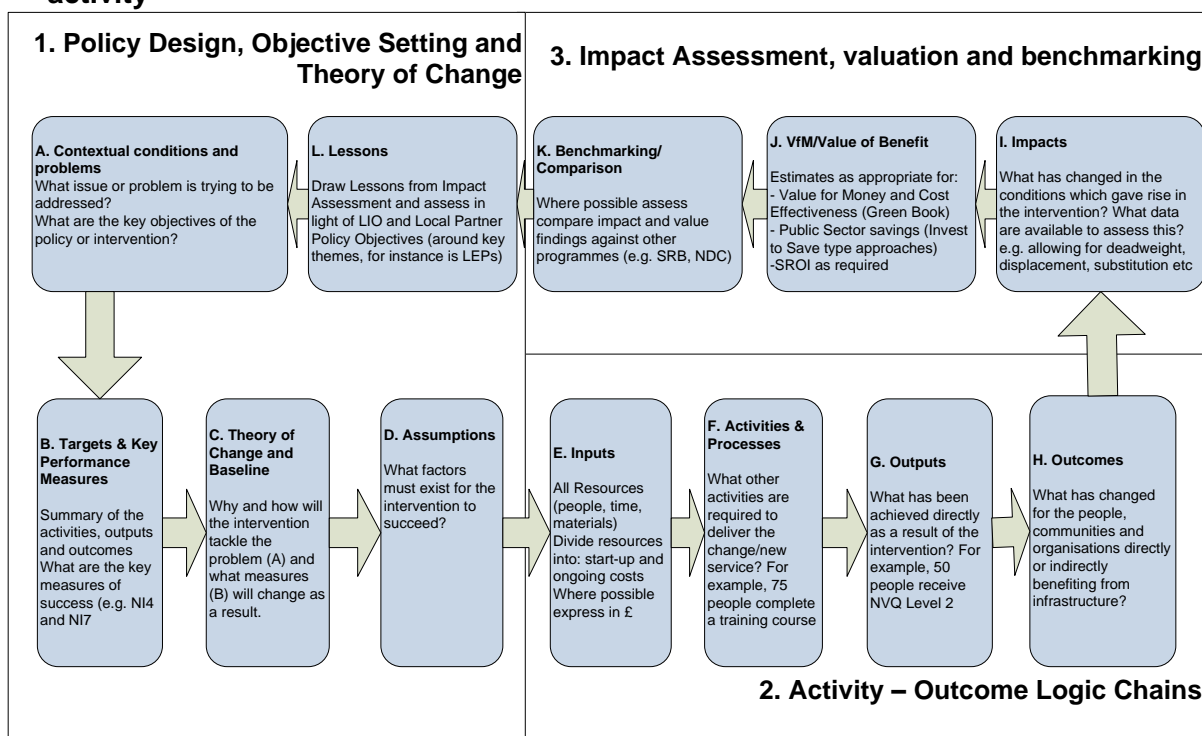 activity
1. Policy Design, Objective Setting and
Theory of Change
3. Impact Assessment, valuation and benchmarking
A. Contextual conditions and
problems
What issue or problem is trying to be
addressed?
What are the key objectives of the
policy or intervention?
L. Lessons
Draw Lessons from Impact
Assessment and assess in
light of LIO and Local Partner
Policy Objectives (around key
themes, for instance is LEPs)
K. Benchmarking/
Comparison
Where possible assess
compare impact and value
findings against other
programmes (e.g. SRB, NDC)
J. VfM/Value of Benefit
Estimates as appropriate for:
- Value for Money and Cost
Effectiveness (Green Book)
- Public Sector savings (Invest
to Save type approaches)
-SROI as required
I. Impacts
What has changed in the
conditions which gave rise in
the intervention? What data
are available to assess this?
e.g. allowing for deadweight,
displacement, substitution etc
B. Targets & Key
Performance
Measures
Summary of the
activities, outputs
and outcomes
What are the key
measures of
success (e.g. NI4
and NI7
C. Theory of
Change and
Baseline
Why and how will
the intervention
tackle the
problem (A) and
what measures
(B) will change as
a result.
D. Assumptions
What factors
must exist for the
intervention to
succeed?
E. Inputs
All Resources
(people, time,
materials)
Divide resources
into: start-up and
ongoing costs
Where possible
express in £
F. Activities &
Processes
What other
activities are
required to
deliver the
change/new
service? For
example, 75
people complete
a training course
G. Outputs
What has been
achieved directly
as a result of the
intervention? For
example, 50
people receive
NVQ Level 2
H. Outcomes
What has changed
for the people,
communities and
organisations directly
or indirectly
benefiting from
infrastructure?
2. Activity – Outcome Logic Chains